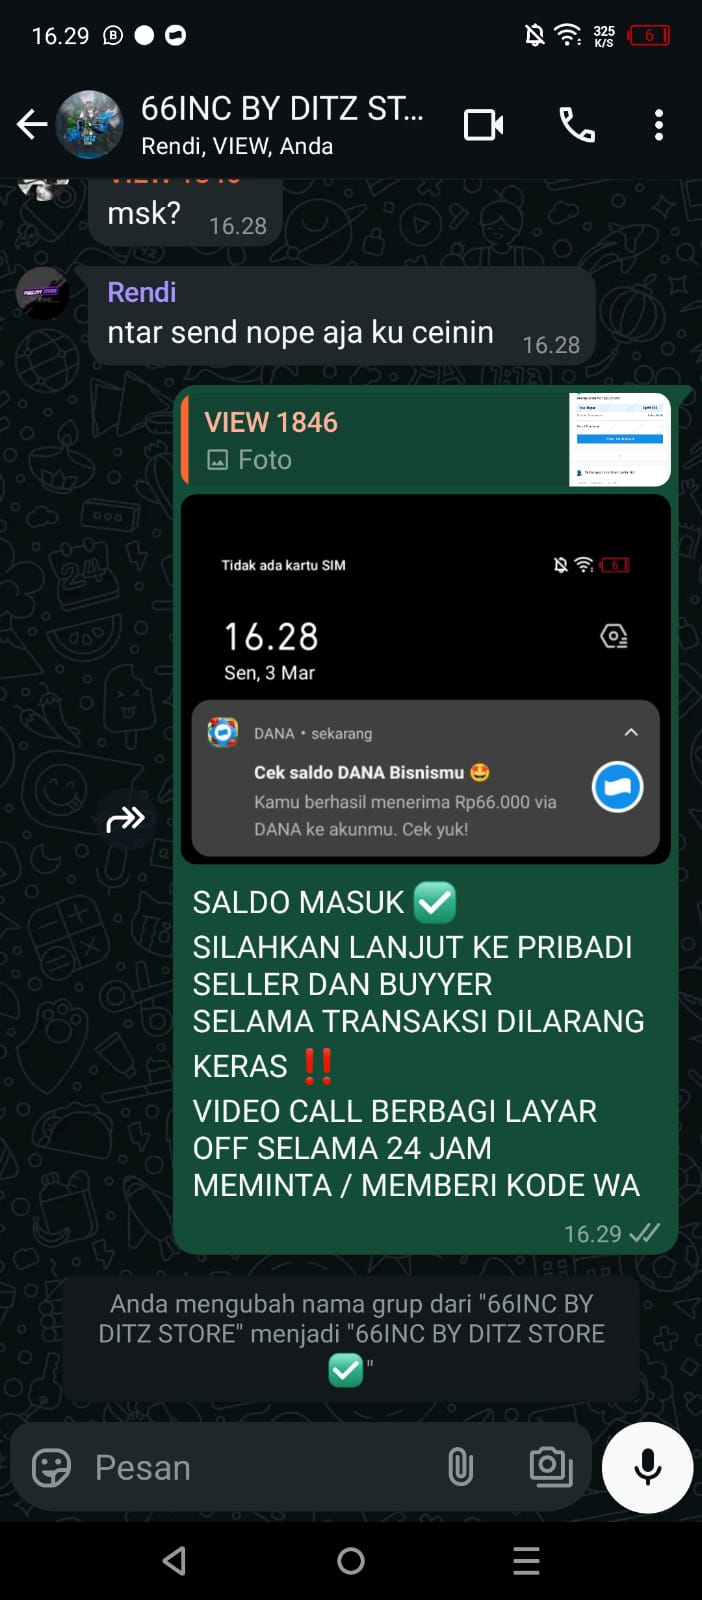 16.29
325
K/S
6
66INC BY DITZ ST...
Rendi, VIEW, Anda
VIEW 1846
msk? 16.28
Rendi
ntar send nope aja ku ceinin 16.28
VIEW 1846
Foto
Tidak ada kartu SIM
6
16.28
Sen, 3 Mar
DANA • sekarang
Cek saldo DANA Bisnismu 🤩
Kamu berhasil menerima Rp66.000 via
DANA ke akunmu. Cek yuk!
SALDO MASUK ✅
SILAHKAN LANJUT KE PRIBADI
SELLER DAN BUYYER
SELAMA TRANSAKSI DILARANG
KERAS ‼️
VIDEO CALL BERBAGI LAYAR
OFF SELAMA 24 JAM
MEMINTA / MEMBERI KODE WA
16.29
Anda mengubah nama grup dari "66INC BY
DITZ STORE" menjadi "66INC BY DITZ STORE
✅"
Pesan